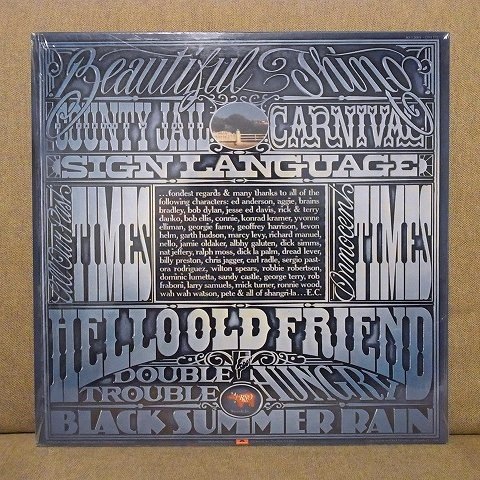 Beautiful Thing
COUNTY JAIL
CARNIVAL
SIGN LANGUAGE
All Our Past
TIMES
...fondest regards & many thanks to all of the
following characters: ed anderson, aggie, brains
bradley, bob dylan, jesse ed davis, rick & terry
danko, bob ellis, connie, konrad kramer, yvonne
elliman, georgie fame, geoffrey harrison, levon
helm, garth hudson, marcy levy, richard manuel,
nello, jamie oldaker, albhy galuten, dick simms,
nat jeffery, ralph moss, dick la palm, dread lever,
billy preston, chris jagger, carl radle, sergio past-
ora rodriguez, wilton spears, robbie robertson,
dominic lumetta, sandy castle, george terry, rob
fraboni, larry samuels, mick turner, ronnie wood,
wah wah watson, pete & all of shangri-la...E.C.
Innocent
TIMES
HELLO OLD FRIEND
DOUBLE
TROUBLE
HUNGRY
BLACK SUMMER RAIN